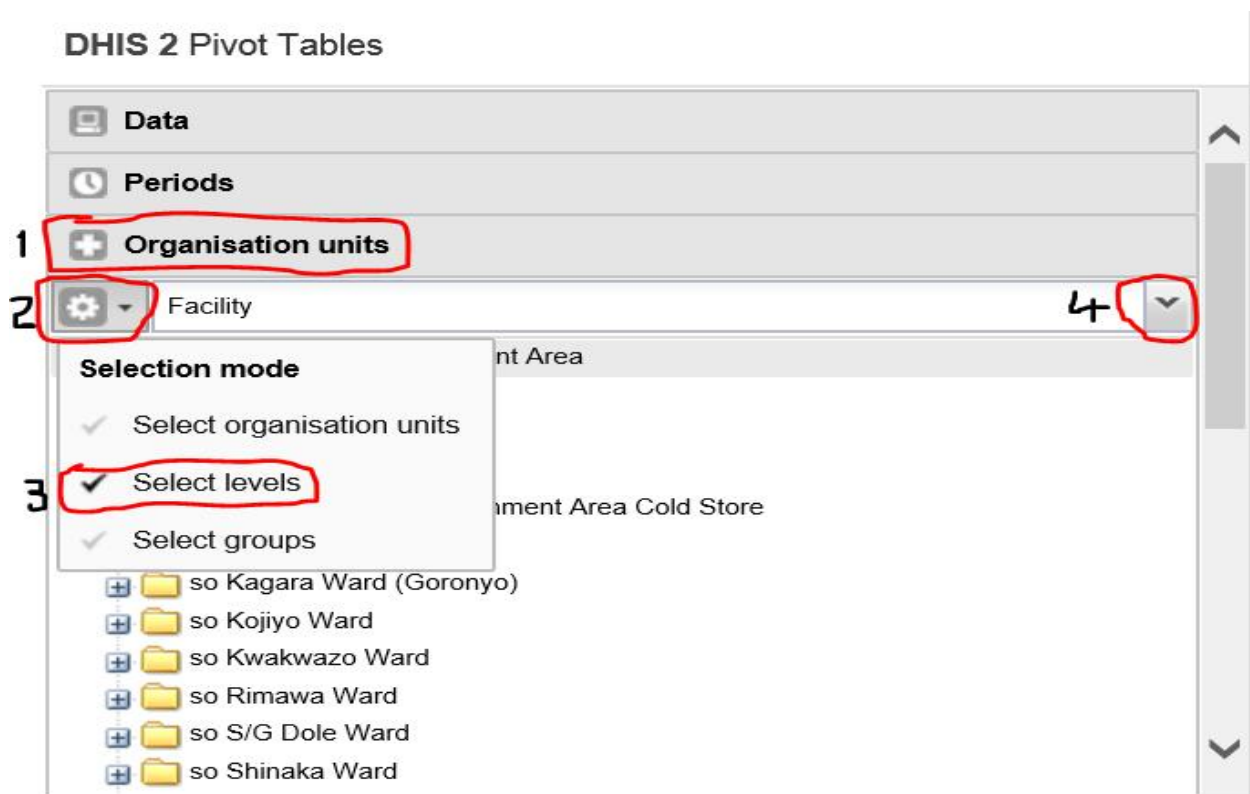 DHIS 2 Pivot Tables
Data
Periods
1 Organisation units
2 Facility 4
Selection mode
nt Area
Select organisation units
3 Select levels
nment Area Cold Store
Select groups
so Kagara Ward (Goronyo)
so Kojiyo Ward
so Kwakwazo Ward
so Rimawa Ward
so S/G Dole Ward
so Shinaka Ward